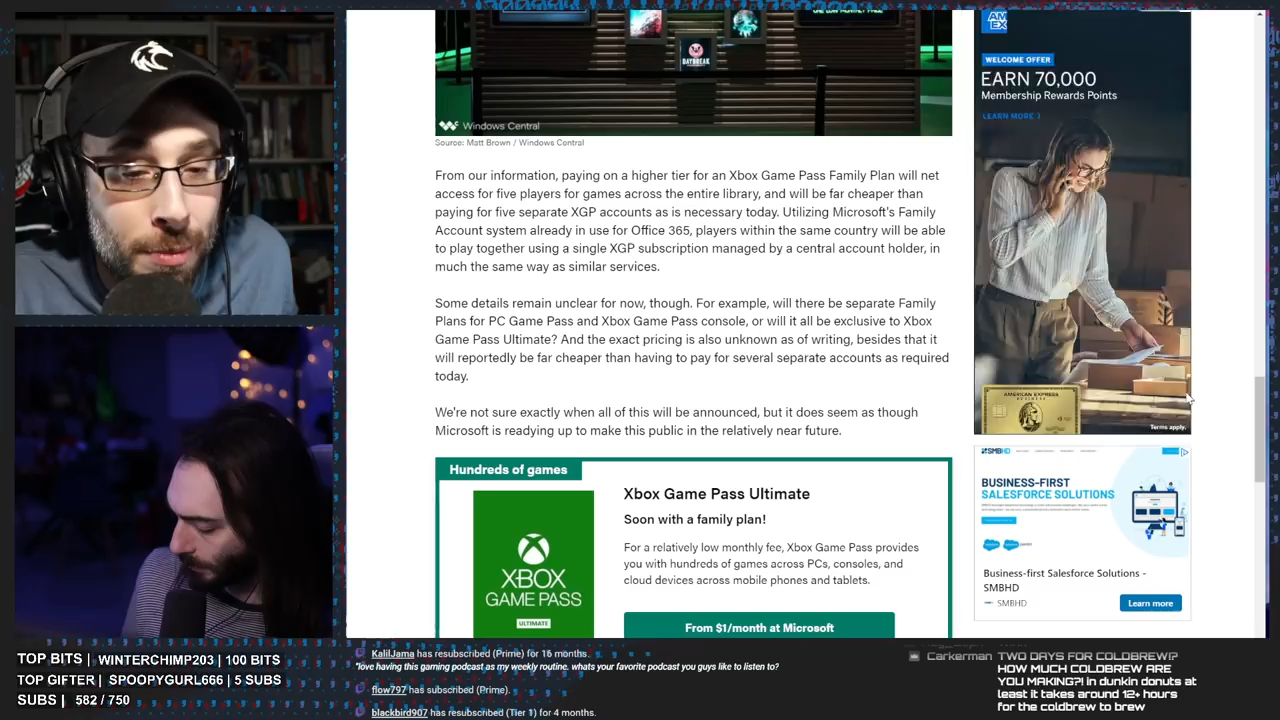 DAYBREAK
Windows Central
Source: Matt Brown / Windows Central
From our information, paying on a higher tier for an Xbox Game Pass Family Plan will net
access for five players for games across the entire library, and will be far cheaper than
paying for five separate XGP accounts as is necessary today. Utilizing Microsoft's Family
Account system already in use for Office 365, players within the same country will be able
to play together using a single XGP subscription managed by a central account holder, in
much the same way as similar services.
Some details remain unclear for now, though. For example, will there be separate Family
Plans for PC Game Pass and Xbox Game Pass console, or will it all be exclusive to Xbox
Game Pass Ultimate? And the exact pricing is also unknown as of writing, besides that it
will reportedly be far cheaper than having to pay for several separate accounts as required
today.
We're not sure exactly when all of this will be announced, but it does seem as though
Microsoft is readying up to make this public in the relatively near future.
Hundreds of games
XBOX
GAME PASS
ULTIMATE
Xbox Game Pass Ultimate
Soon with a family plan!
For a relatively low monthly fee, Xbox Game Pass provides
you with hundreds of games across PCs, consoles, and
cloud devices across mobile phones and tablets.
From $1/month at Microsoft
AM
EX
WELCOME OFFER
EARN 70,000
Membership Rewards Points
LEARN MORE
AMERICAN EXPRESS
Terms apply.
SMBHD
BUSINESS-FIRST
SALESFORCE SOLUTIONS
Business-first Salesforce Solutions -
SMBHD
SMBHD
Learn more
TOP BITS | WINTERCHIMP203 | 100 BITS
TOP GIFTER | SPOOPYGURL666 | 5 SUBS
SUBS | 582 / 750
KalilJama has resubscribed (Prime) for 15 months.
"love having this gaming podcast as my weekly routine. whats your favorite podcast you guys like to listen to?
flow797 has subscribed (Prime).
blackbird907 has resubscribed (Tier 1) for 4 months.
Carkerman TWO DAYS FOR COLDBREW!?
HOW MUCH COLDBREW ARE
YOU MAKING?! in dunkin donuts at
least it takes around 12+ hours
for the coldbrew to brew